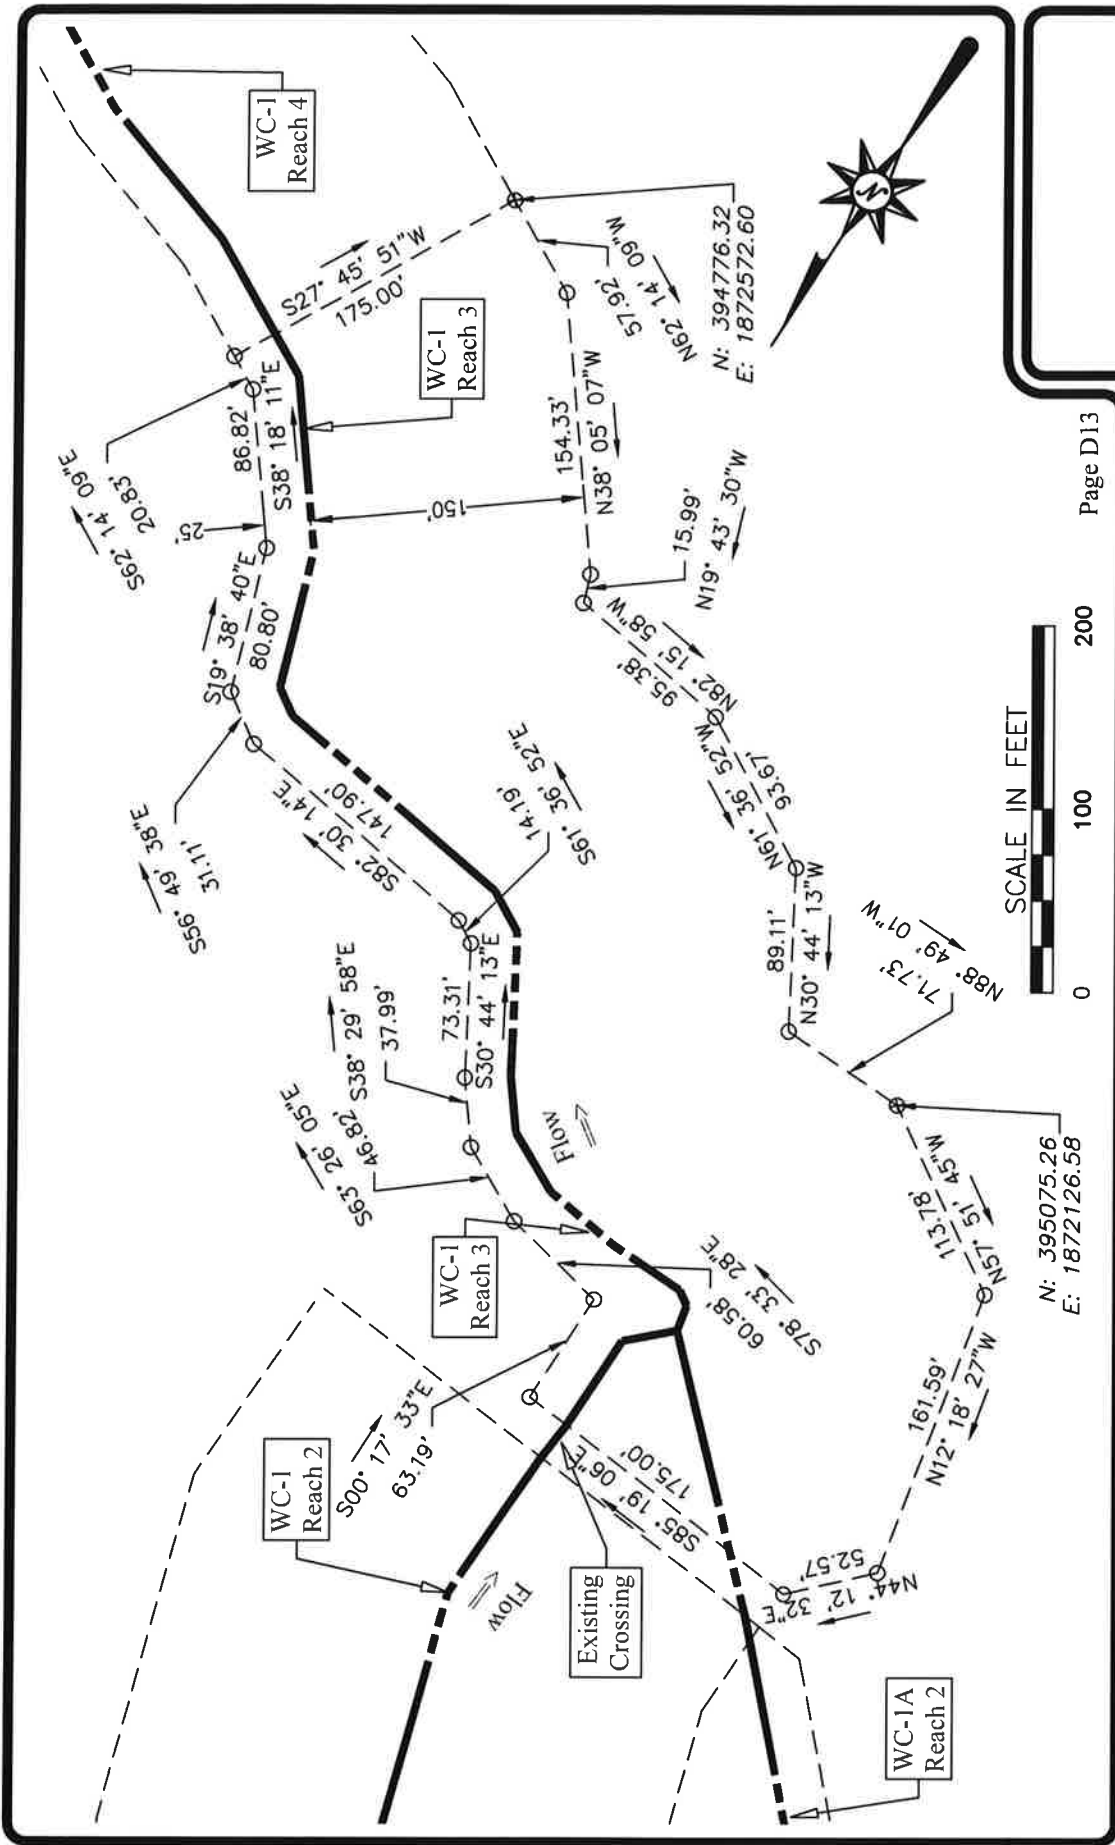 WC-1
Reach 4
S27° 45' 51"W
175.00'
N: 394776.32
E: 1872572.60
57.92'
N62° 14' 09"W
WC-1
Reach 3
S62° 14' 09"E
20.83'
86.82'
S38° 18' 11"E
25'
150'
154.33'
N38° 05' 07"W
15.99'
N19° 43' 30"W
S19° 38' 40"E
80.80'
S56° 49' 38"E
31.11'
S82° 30' 14"E
147.90'
95.38'
N82° 15' 58"W
N61° 36' 52"W
93.67'
14.19'
S61° 36' 52"E
73.31'
S30° 44' 13"E
S38° 29' 58"E
37.99'
S63° 26' 05"E
46.82'
89.11'
N30° 44' 13"W
71.73'
N88° 49' 01"W
Flow
WC-1
Reach 3
60.58'
S78° 33' 28"E
S00° 17' 33"E
63.19'
113.78'
N57° 51' 45"W
N: 395075.26
E: 1872126.58
WC-1
Reach 2
Flow
Existing
Crossing
S85° 19' 06"E
175.00'
161.59'
N12° 18' 27"W
52.57'
N44° 12' 32"E
WC-1A
Reach 2
SCALE IN FEET
0 100 200
N
Page D13